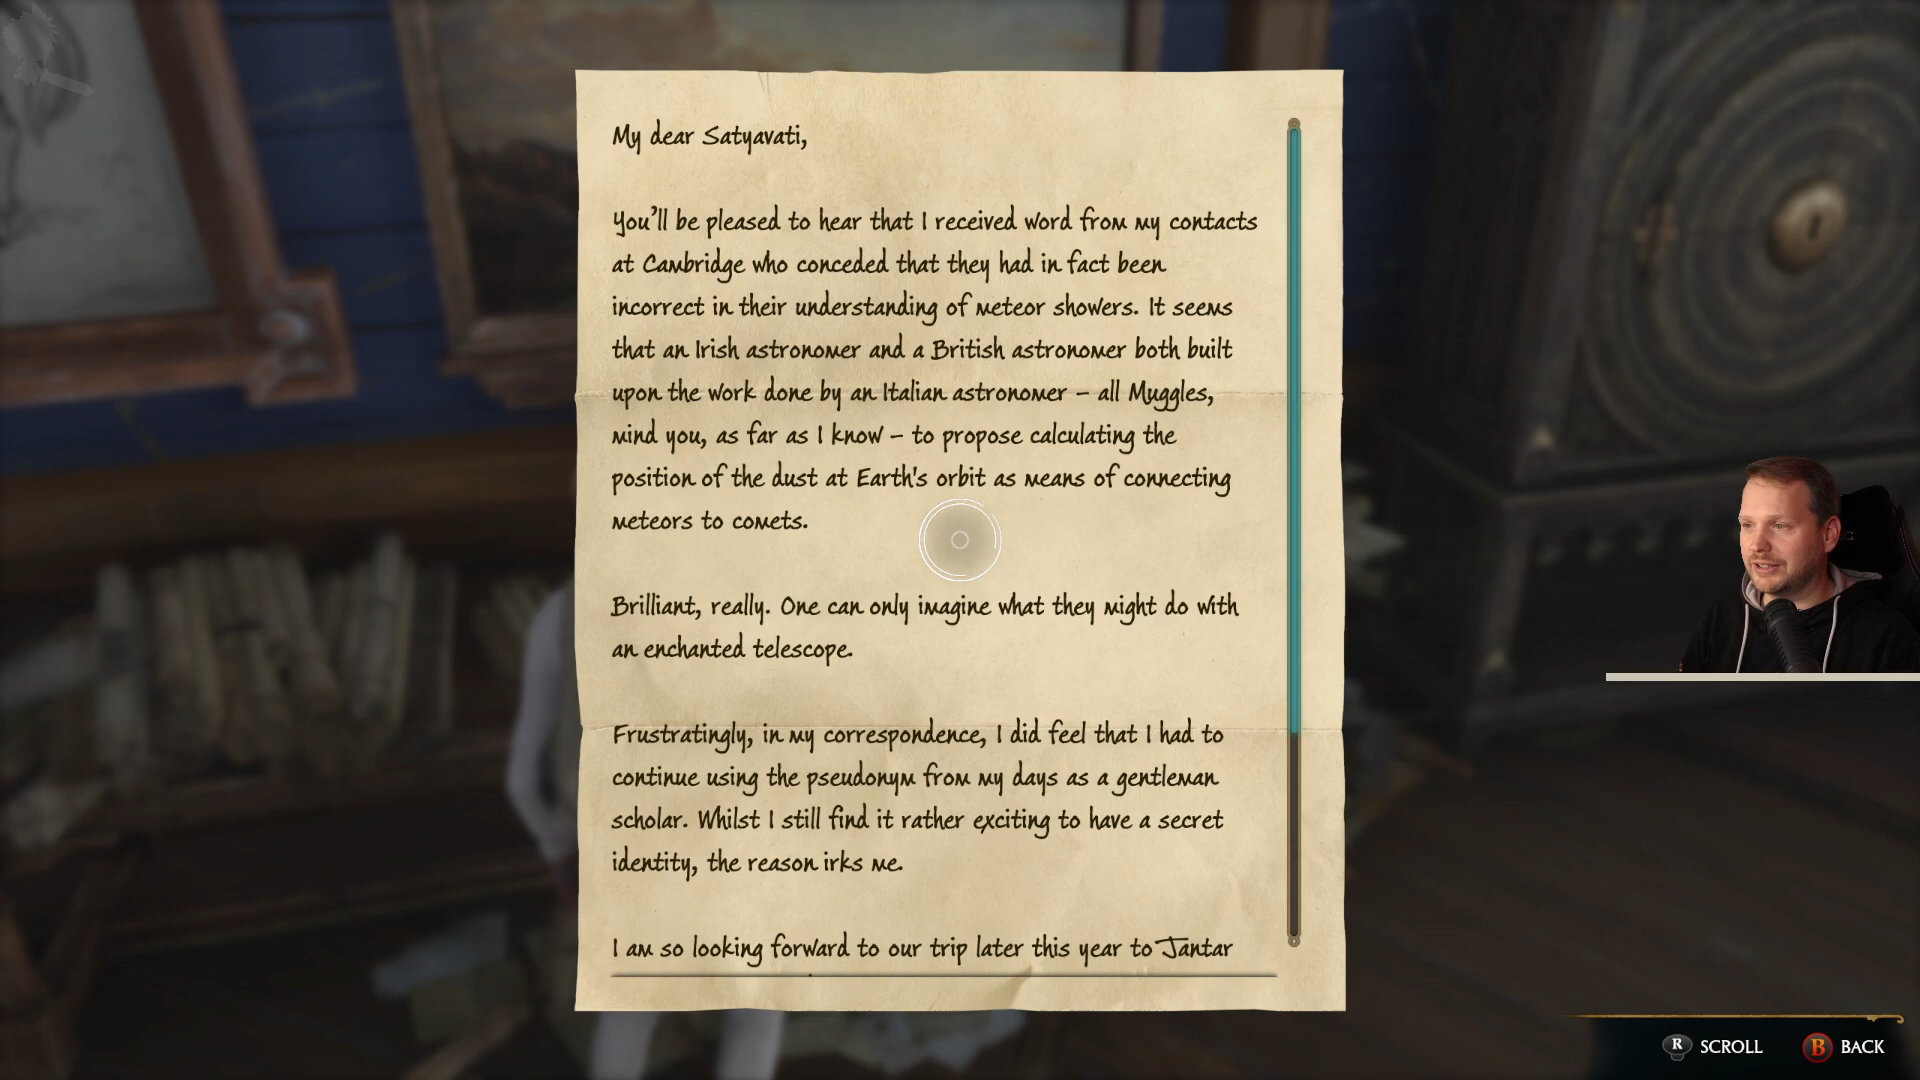 My dear Satyavati,
You'll be pleased to hear that I received word from my contacts
at Cambridge who conceded that they had in fact been
incorrect in their understanding of meteor showers. It seems
that an Irish astronomer and a British astronomer both built
upon the work done by an Italian astronomer – all Muggles,
mind you, as far as I know – to propose calculating the
position of the dust at Earth's orbit as means of connecting
meteors to comets.
Brilliant, really. One can only imagine what they might do with
an enchanted telescope.
Frustratingly, in my correspondence, I did feel that I had to
continue using the pseudonym from my days as a gentleman
scholar. Whilst I still find it rather exciting to have a secret
identity, the reason irks me.
I am so looking forward to our trip later this year to Jantar
R SCROLL B BACK